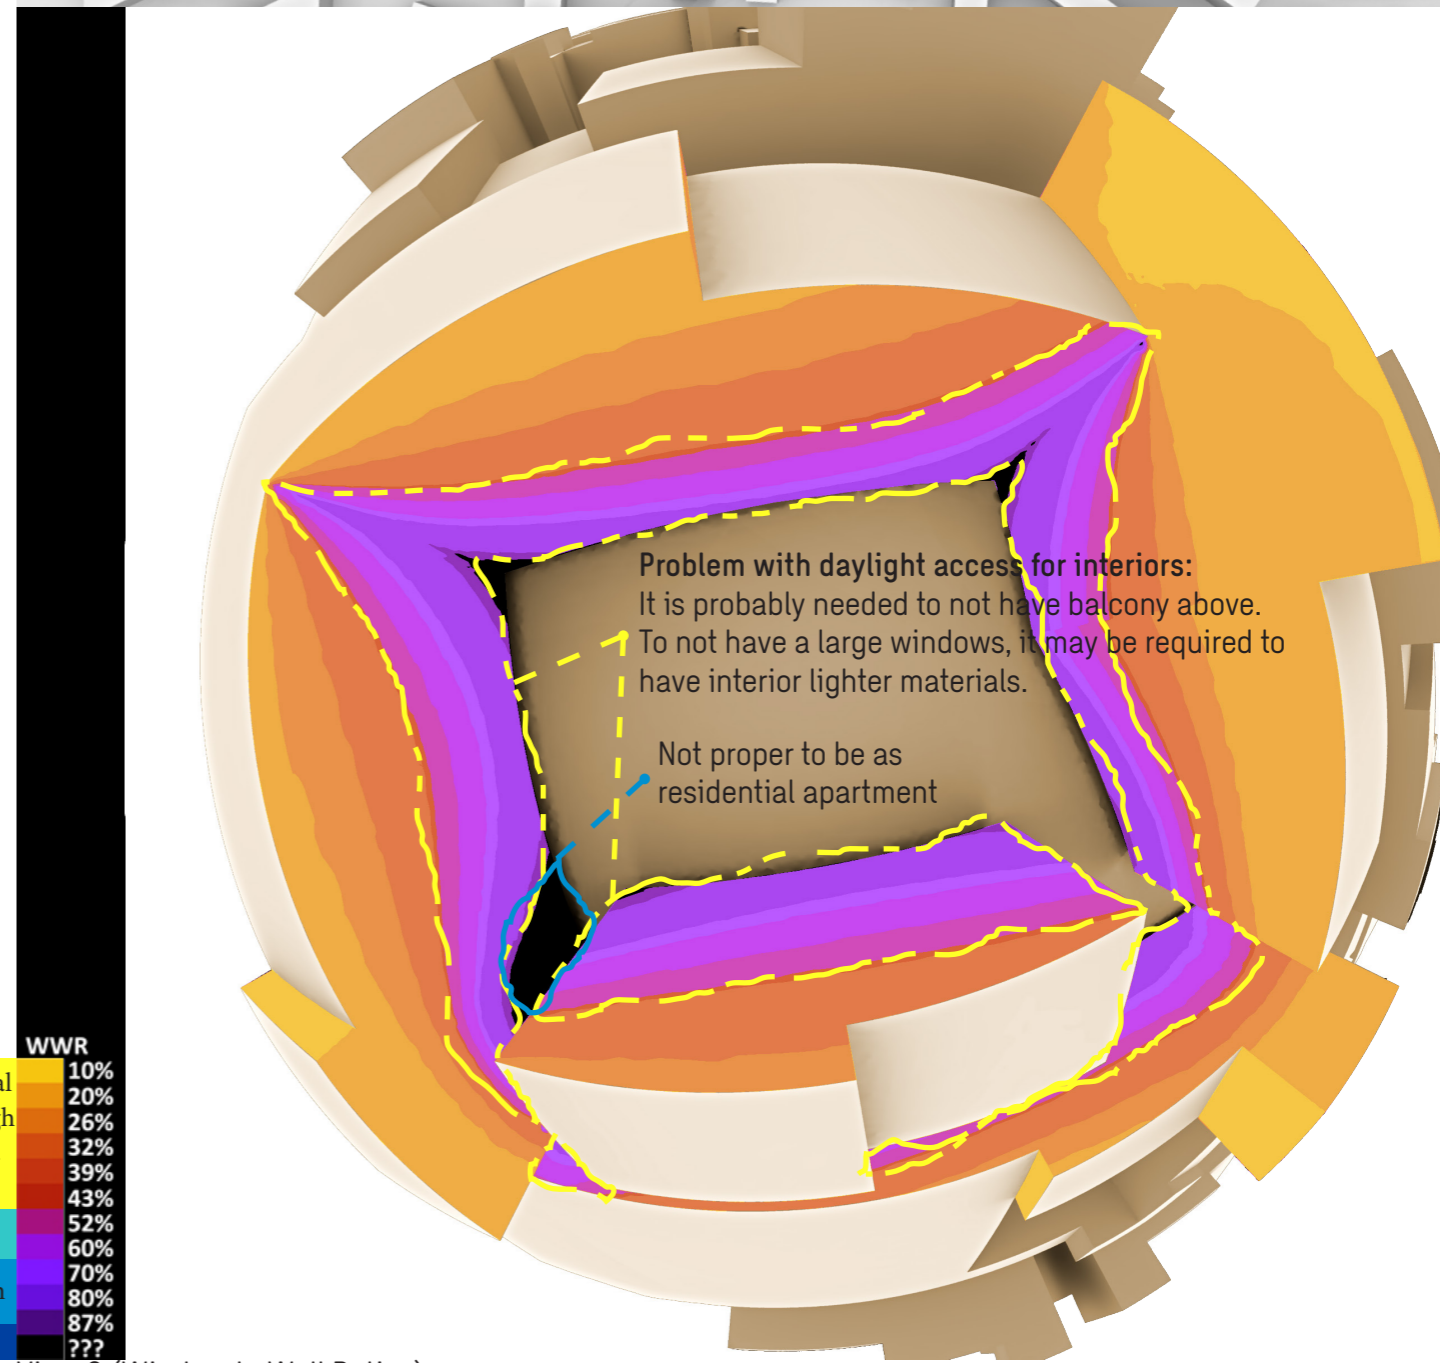 Problem with daylight access for interiors:
It is probably needed to not have balcony above.
To not have a large windows, it may be required to
have interior lighter materials.
Not proper to be as
residential apartment
WWR
10%
20%
26%
32%
39%
43%
52%
60%
70%
80%
87%
???